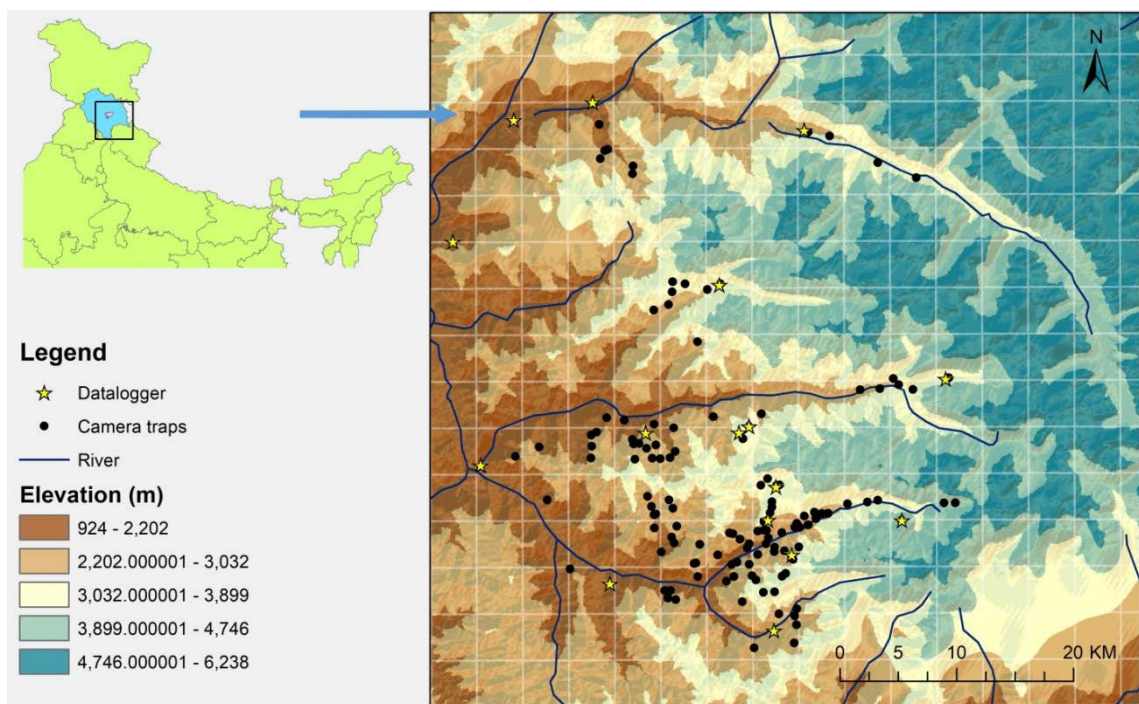 Legend
Datalogger
Camera traps
River
Elevation (m)
924 - 2,202
2,202.000001 - 3,032
3,032.000001 - 3,899
3,899.000001 - 4,746
4,746.000001 - 6,238
N
0 5 10 20 KM